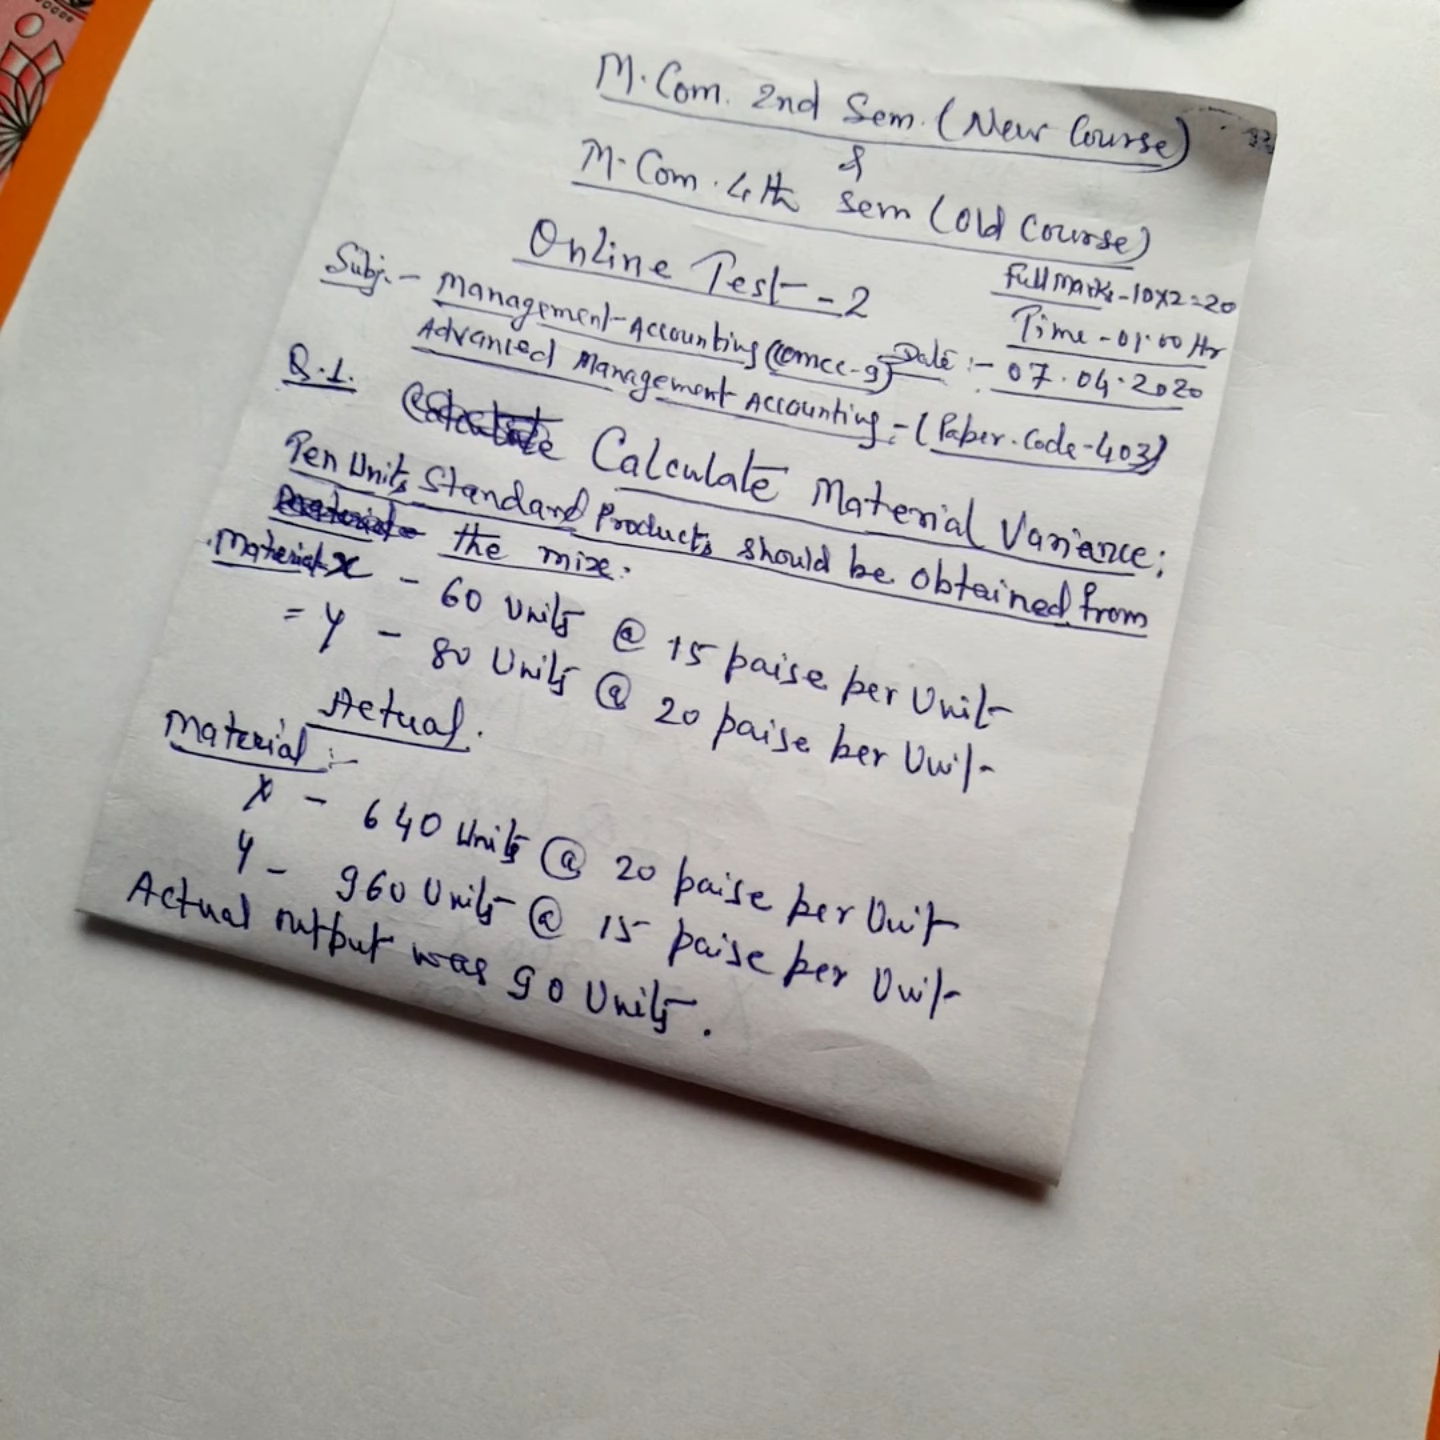 M.Com. 2nd Sem. (New Course)
&
M.Com. 4th Sem (Old Course)
Online Test-2
Full Marks-10X2=20
Time-01:00 Hr
Subj.- Management Accounting (COMCC-9) Date :- 07.04.2020
Advanced Management Accounting-(Paper.Code-403)
Q.1. Calculate Material Variance:
Ten Units Standard Products should be obtained from
the mix.
Material x - 60 Units @ 15 paise per Unit
= y - 80 Units @ 20 paise per Unit
Actual.
Material :-
X - 640 Units @ 20 paise per Unit
Y - 960 Units @ 15 paise per Unit
Actual output was 90 Units.